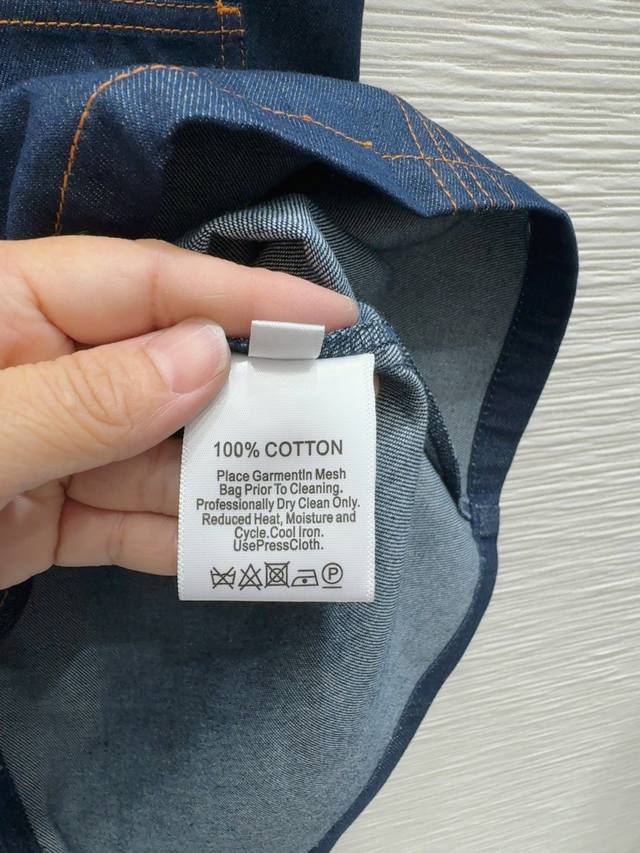 100% COTTON
Place GarmentIn Mesh
Bag Prior To Cleaning.
Professionally Dry Clean Only.
Reduced Heat, Moisture and
Cycle.Cool Iron.
UsePressCloth.
P